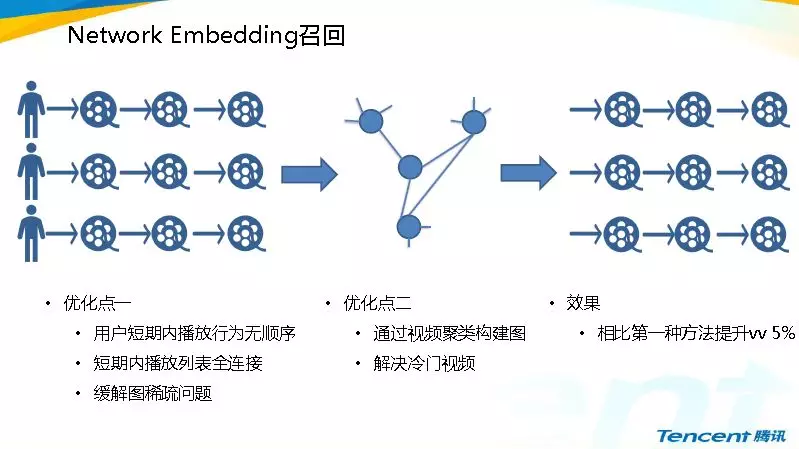 Network Embedding召回
• 优化点一
• 用户短期内播放行为无顺序
• 短期内播放列表全连接
• 缓解图稀疏问题
• 优化点二
• 通过视频聚类构建图
• 解决冷门视频
• 效果
• 相比第一种方法提升vv 5%
Tencent 腾讯